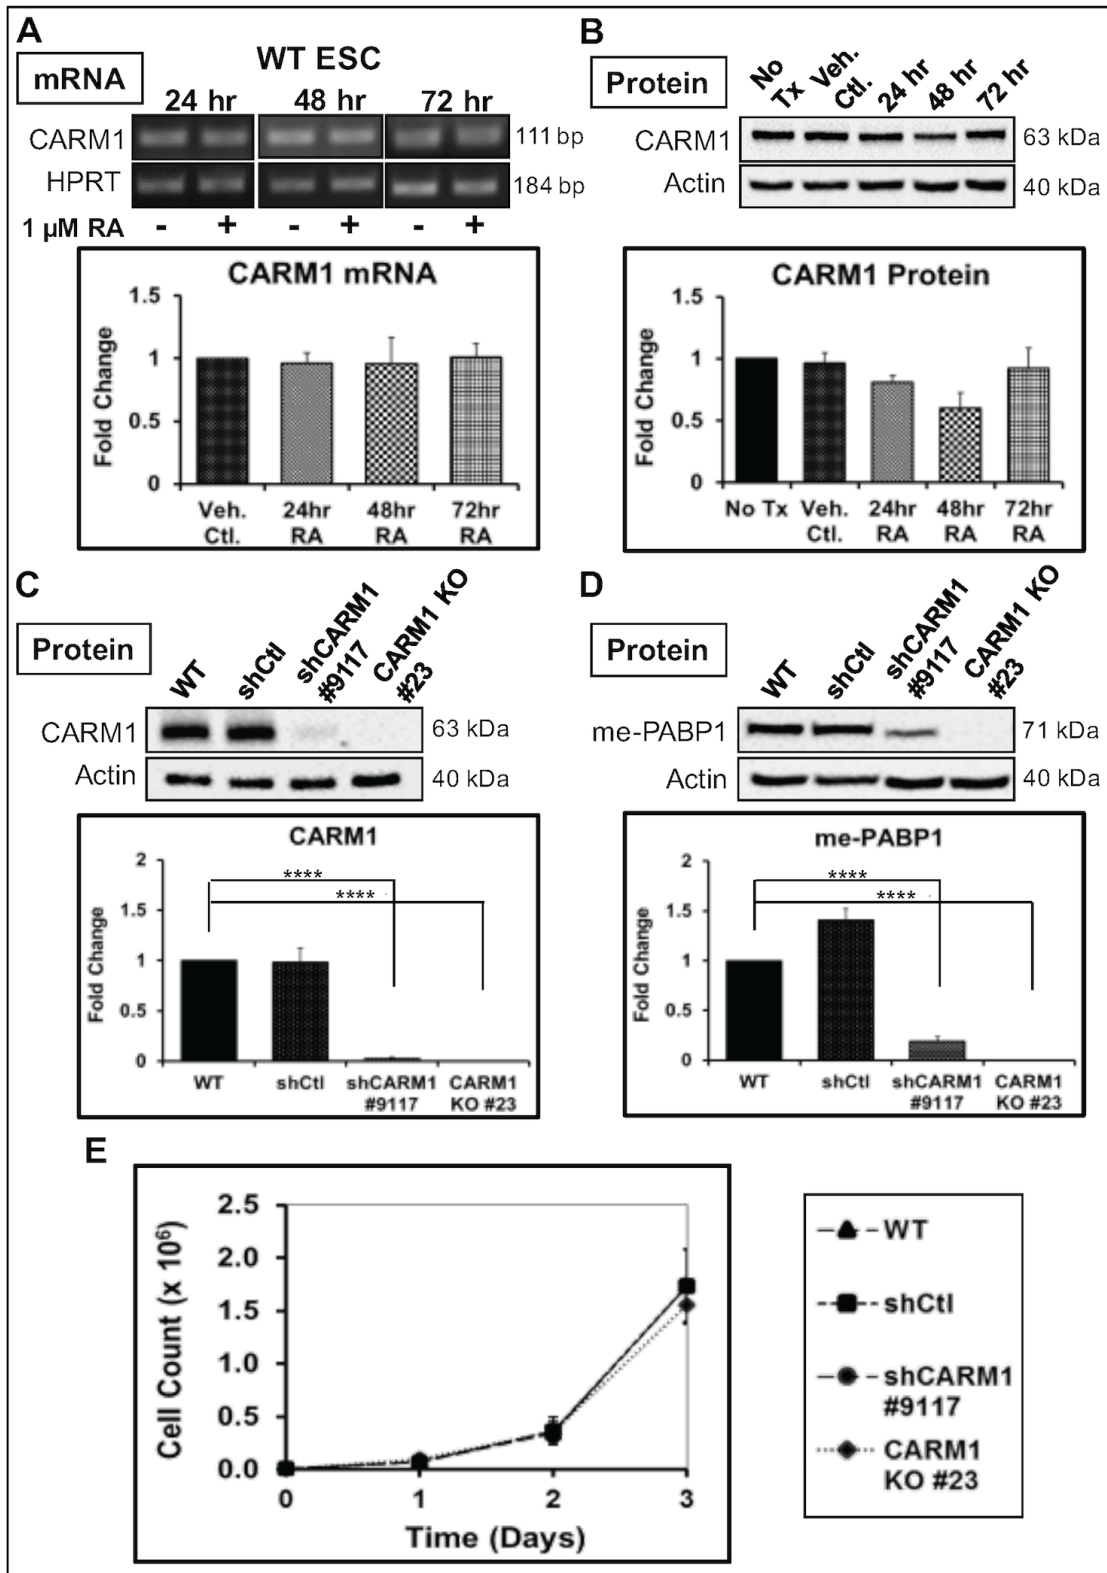 A
mRNA
WT ESC
24 hr 48 hr 72 hr
CARM1 111 bp
HPRT 184 bp
1 µM RA - + - + - +
CARM1 mRNA
Fold Change
1.5
1
0.5
0
Veh. Ctl. 24hr RA 48hr RA 72hr RA
B
Protein
No Tx Veh. Ctl. 24 hr 48 hr 72 hr
CARM1 63 kDa
Actin 40 kDa
CARM1 Protein
Fold Change
1.5
1
0.5
0
No Tx Veh. Ctl. 24hr RA 48hr RA 72hr RA
C
Protein
WT shCtl shCARM1 #9117 CARM1 KO #23
CARM1 63 kDa
Actin 40 kDa
CARM1
Fold Change
2
1.5
1
0.5
0
****
****
WT shCtl shCARM1 #9117 CARM1 KO #23
D
Protein
WT shCtl shCARM1 #9117 CARM1 KO #23
me-PABP1 71 kDa
Actin 40 kDa
me-PABP1
Fold Change
2
1.5
1
0.5
0
****
****
WT shCtl shCARM1 #9117 CARM1 KO #23
E
Cell Count (x 10⁶)
2.5
2.0
1.5
1.0
0.5
0.0
0 1 2 3
Time (Days)
WT
shCtl
shCARM1
#9117
CARM1
KO #23